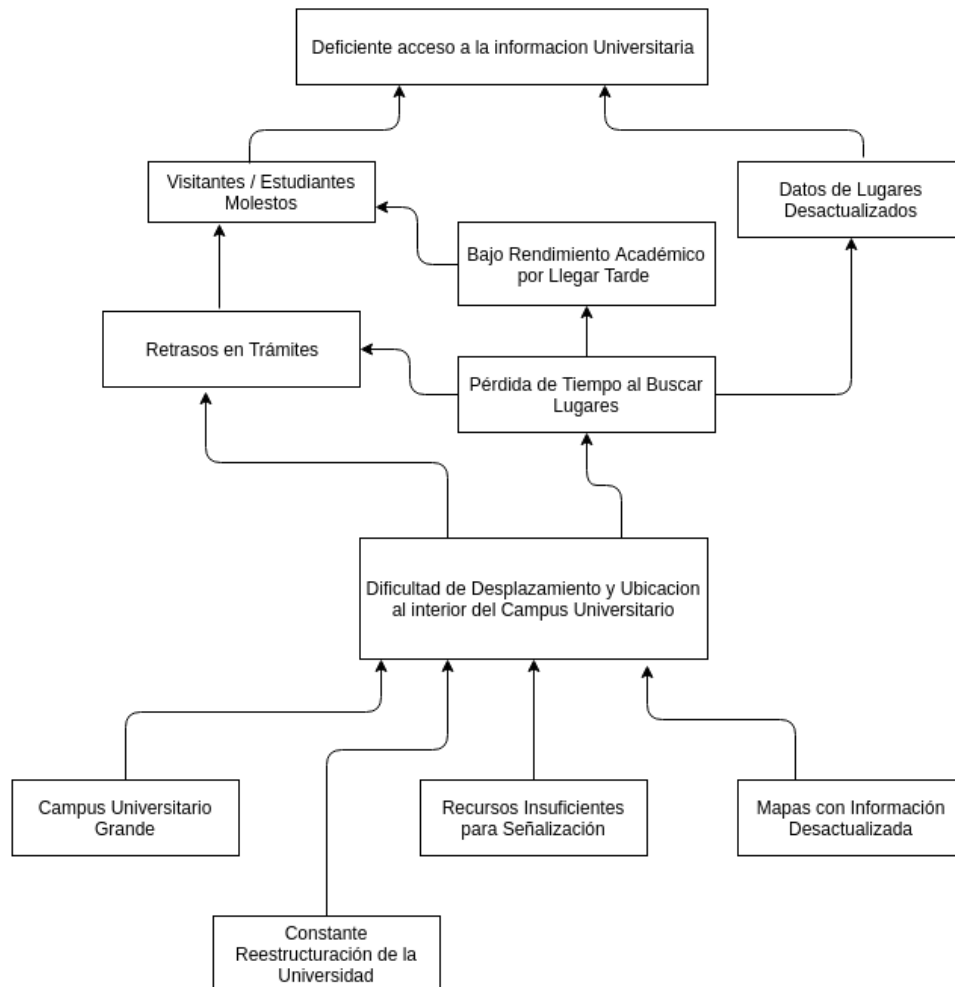 Deficiente acceso a la informacion Universitaria
Visitantes / Estudiantes
Molestos
Datos de Lugares
Desactualizados
Bajo Rendimiento Académico
por Llegar Tarde
Retrasos en Trámites
Pérdida de Tiempo al Buscar
Lugares
Dificultad de Desplazamiento y Ubicacion
al interior del Campus Universitario
Campus Universitario
Grande
Recursos Insuficientes
para Señalización
Mapas con Información
Desactualizada
Constante
Reestructuración de la
Universidad